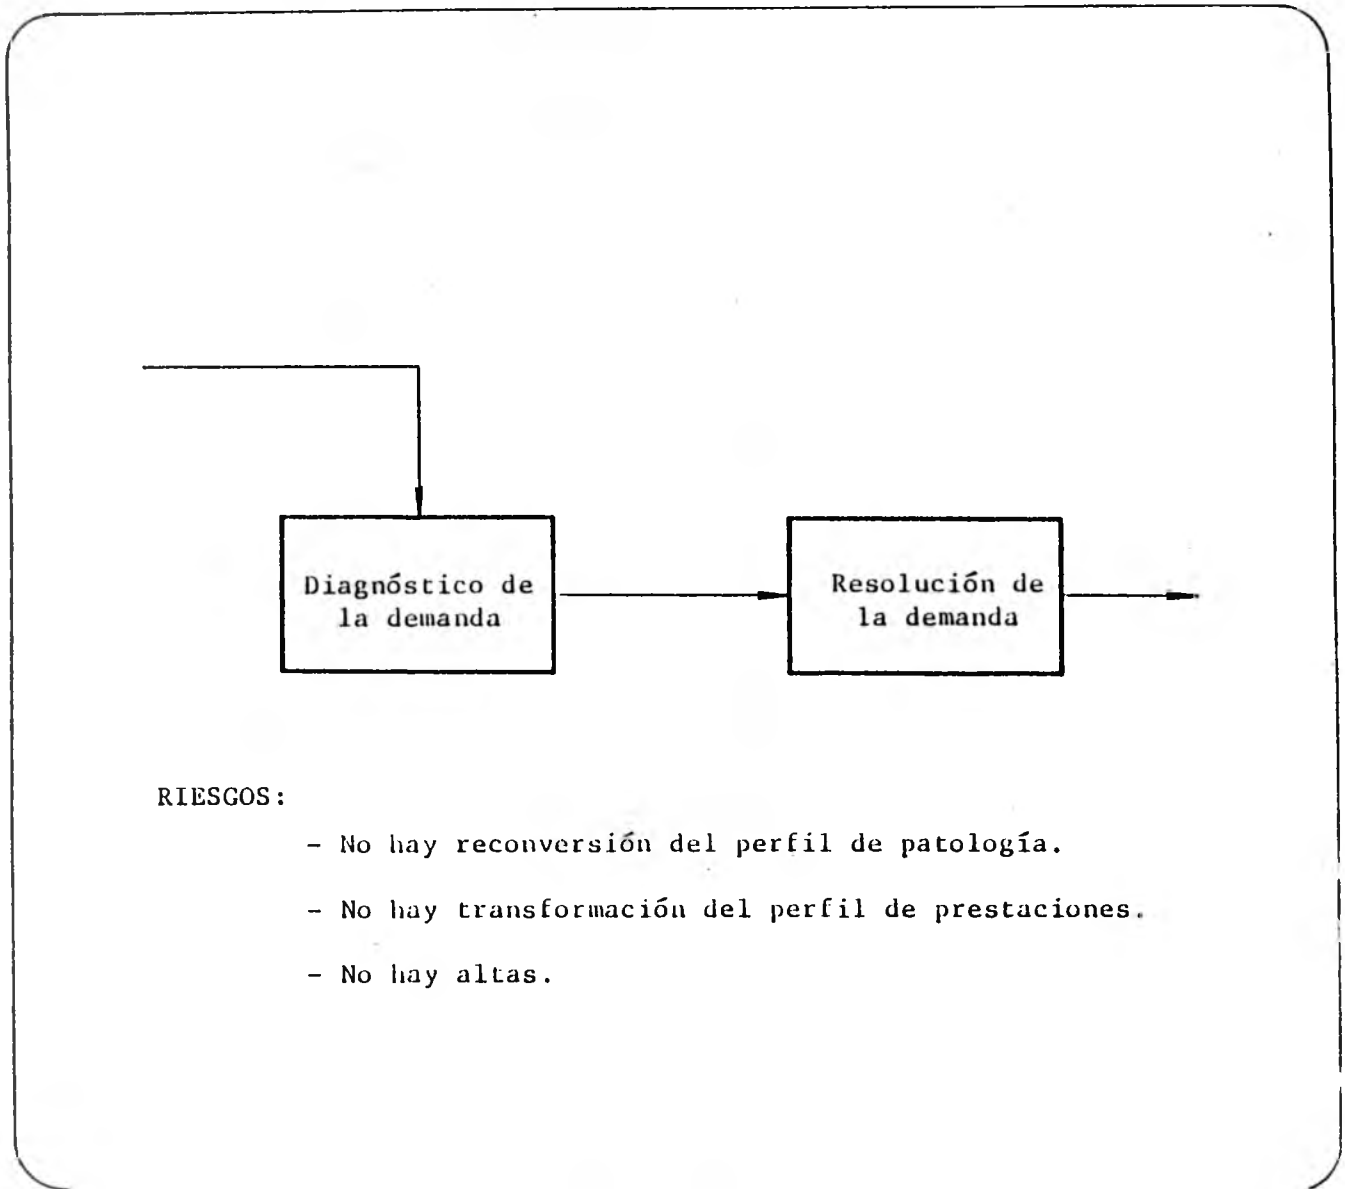 Diagnóstico de
la demanda
Resolución de
la demanda
RIESGOS:
- No hay reconversión del perfil de patología.
- No hay transformación del perfil de prestaciones.
- No hay altas.